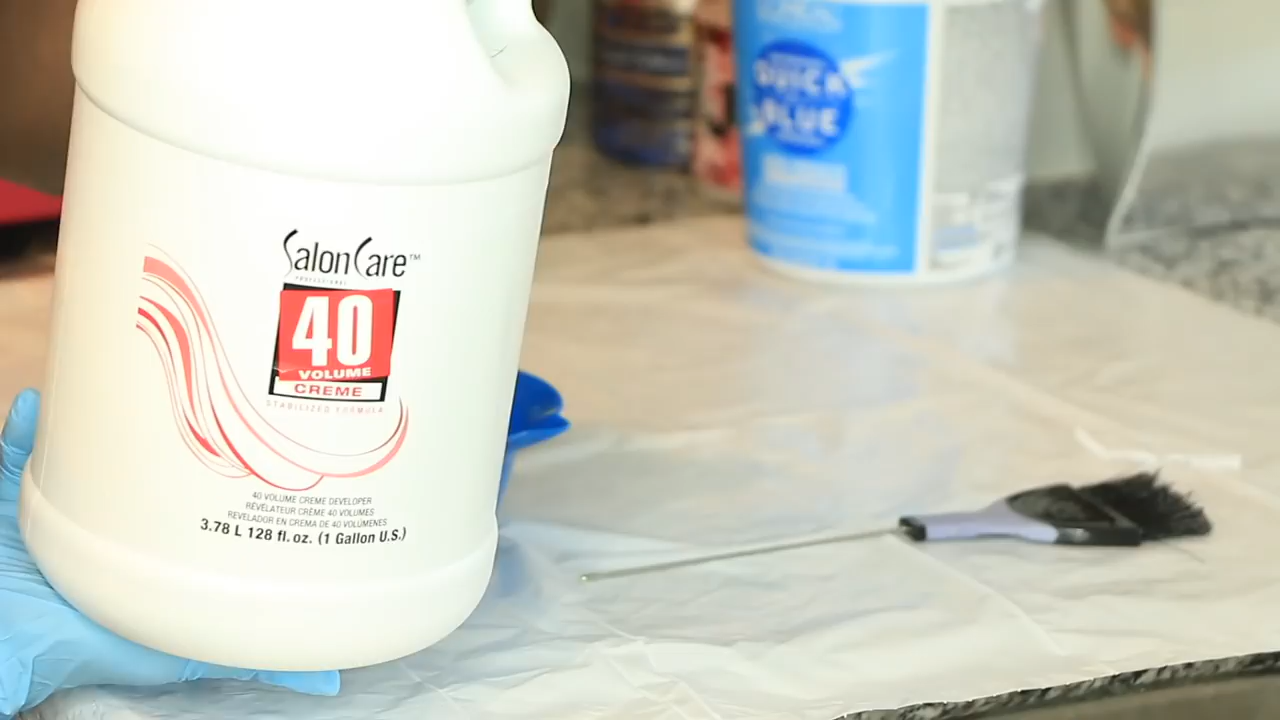 SalonCare™
PROFESSIONAL
40
VOLUME
CREME
STABILIZED FORMULA
40 VOLUME CREME DEVELOPER
RÉVÉLATEUR CRÈME 40 VOLUMES
REVELADOR EN CREMA DE 40 VOLÚMENES
3.78 L 128 fl. oz. (1 Gallon U.S.)
QUICK
BLUE